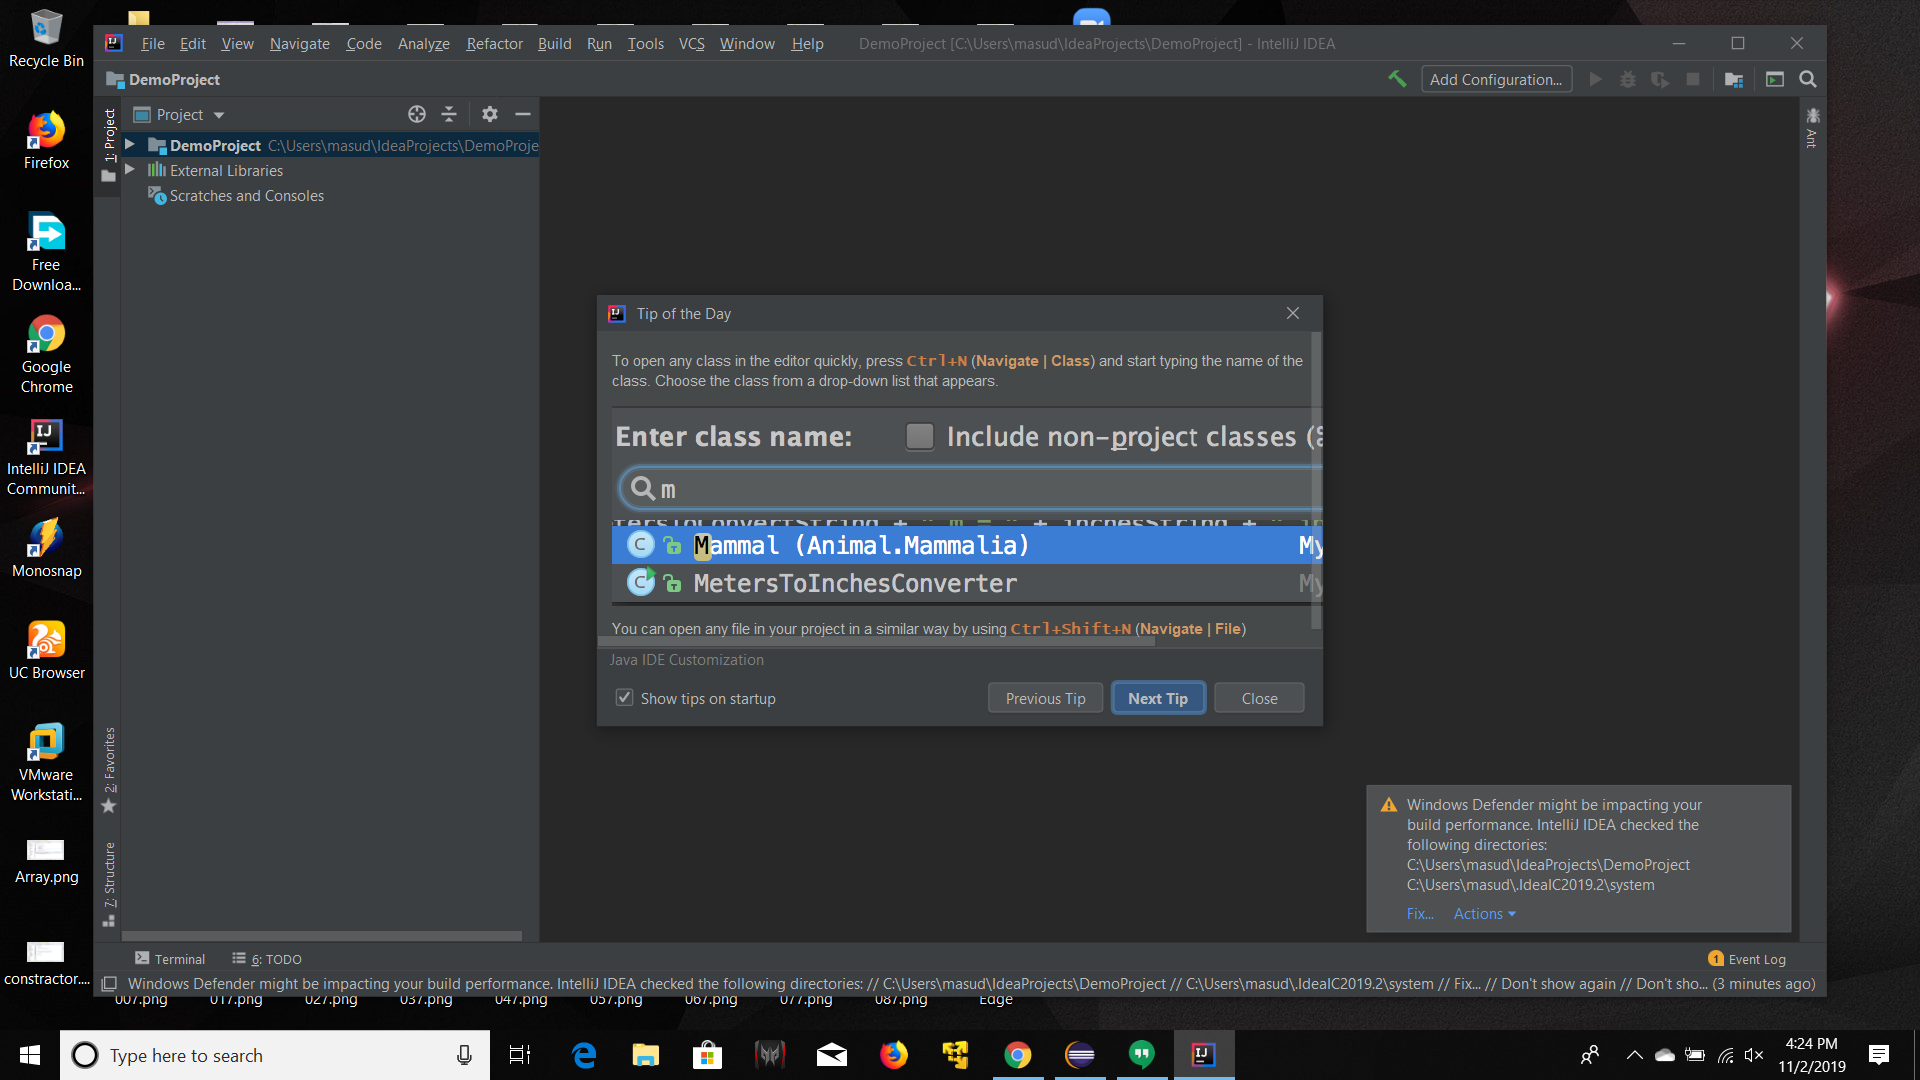 Recycle Bin
Firefox
Free
Downloa...
Google
Chrome
IntelliJ IDEA
Communit...
Monosnap
UC Browser
VMware
Workstati...
Array.png
constractor....
File Edit View Navigate Code Analyze Refactor Build Run Tools VCS Window Help DemoProject [C:\Users\masud\IdeaProjects\DemoProject] - IntelliJ IDEA
DemoProject
Add Configuration...
1: Project
Project
DemoProject C:\Users\masud\IdeaProjects\DemoProje
External Libraries
Scratches and Consoles
Ant
Tip of the Day
To open any class in the editor quickly, press Ctrl+N (Navigate | Class) and start typing the name of the
class. Choose the class from a drop-down list that appears.
Enter class name: Include non-project classes (
m
Mammal (Animal.Mammalia) My
MetersToInchesConverter My
You can open any file in your project in a similar way by using Ctrl+Shift+N (Navigate | File)
Java IDE Customization
Show tips on startup
Previous Tip Next Tip Close
2: Favorites
7: Structure
Windows Defender might be impacting your
build performance. IntelliJ IDEA checked the
following directories:
C:\Users\masud\IdeaProjects\DemoProject
C:\Users\masud\.IdeaIC2019.2\system
Fix... Actions
Terminal 6: TODO
1 Event Log
Windows Defender might be impacting your build performance. IntelliJ IDEA checked the following directories: // C:\Users\masud\IdeaProjects\DemoProject // C:\Users\masud\.IdeaIC2019.2\system // Fix... // Don't show again // Don't sho... (3 minutes ago)
007.png 017.png 027.png 037.png 047.png 057.png 067.png 077.png 087.png Edge
Type here to search
4:24 PM
11/2/2019